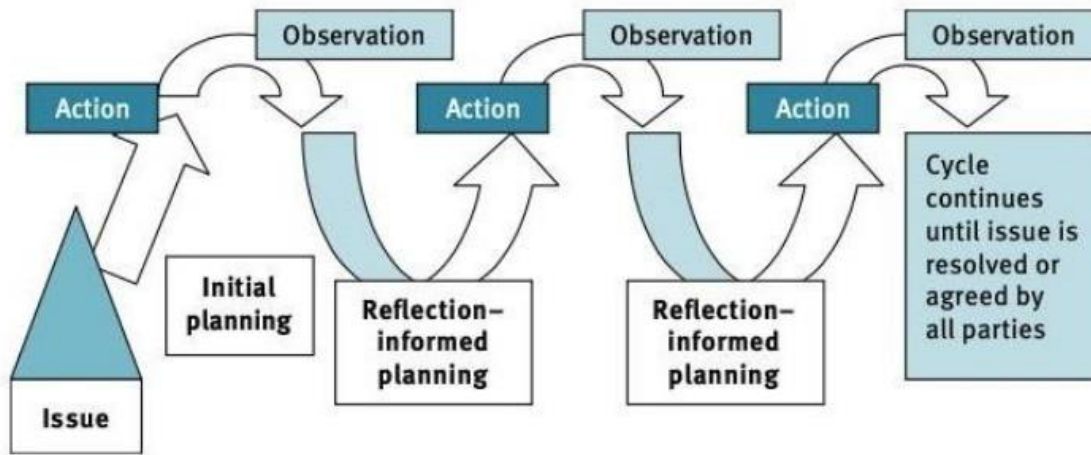 Observation
Observation
Observation
Action
Action
Action
Initial
planning
Reflection–
informed
planning
Reflection–
informed
planning
Cycle
continues
until issue is
resolved or
agreed by
all parties
Issue